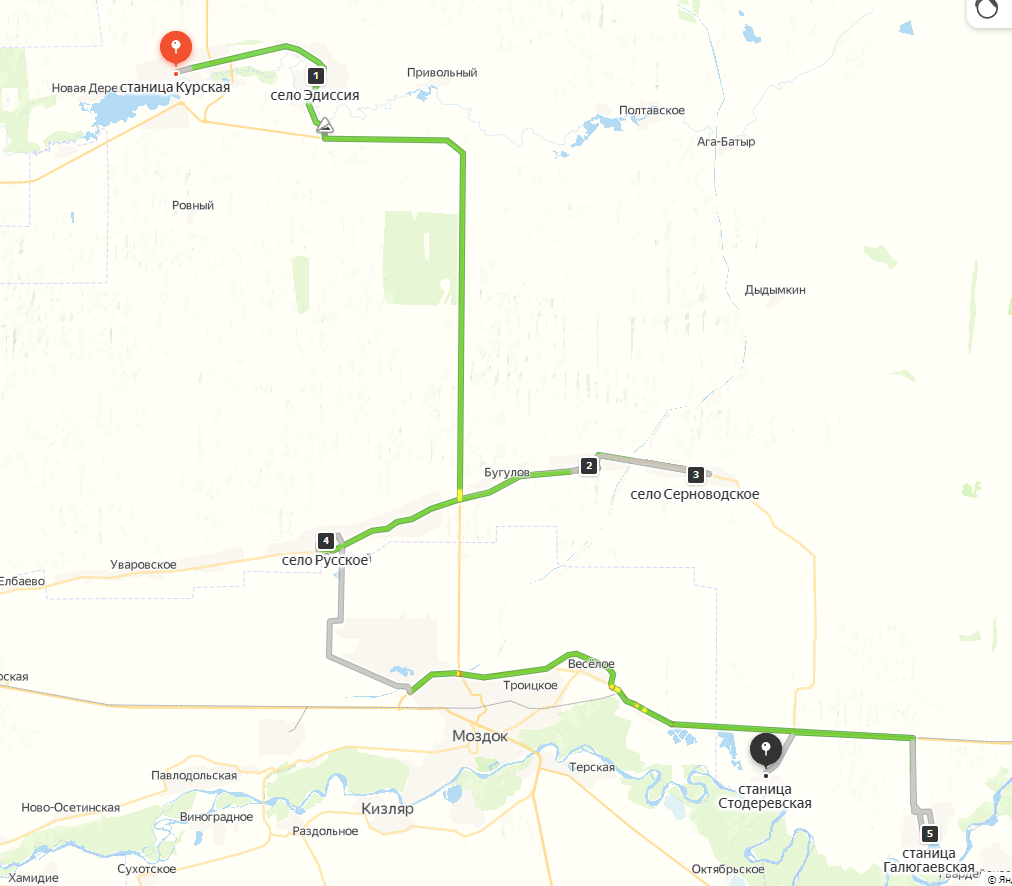 Привольный
1
Новая Дере
станица Курская
село Эдиссия
Полтавское
Ага-Батыр
Ровный
Дыдымкин
Бугулов
2
3
село Серноводское
4
село Русское
Уваровское
Елбаево
рская
Весёлое
Троицкое
Моздок
станица
Стодеревская
Терская
Павлодольская
Ново-Осетинская
Кизляр
Виноградное
Раздольное
5
станица
Галюгаевская
Сухотское
Октябрьское
Хамидие
© Ян